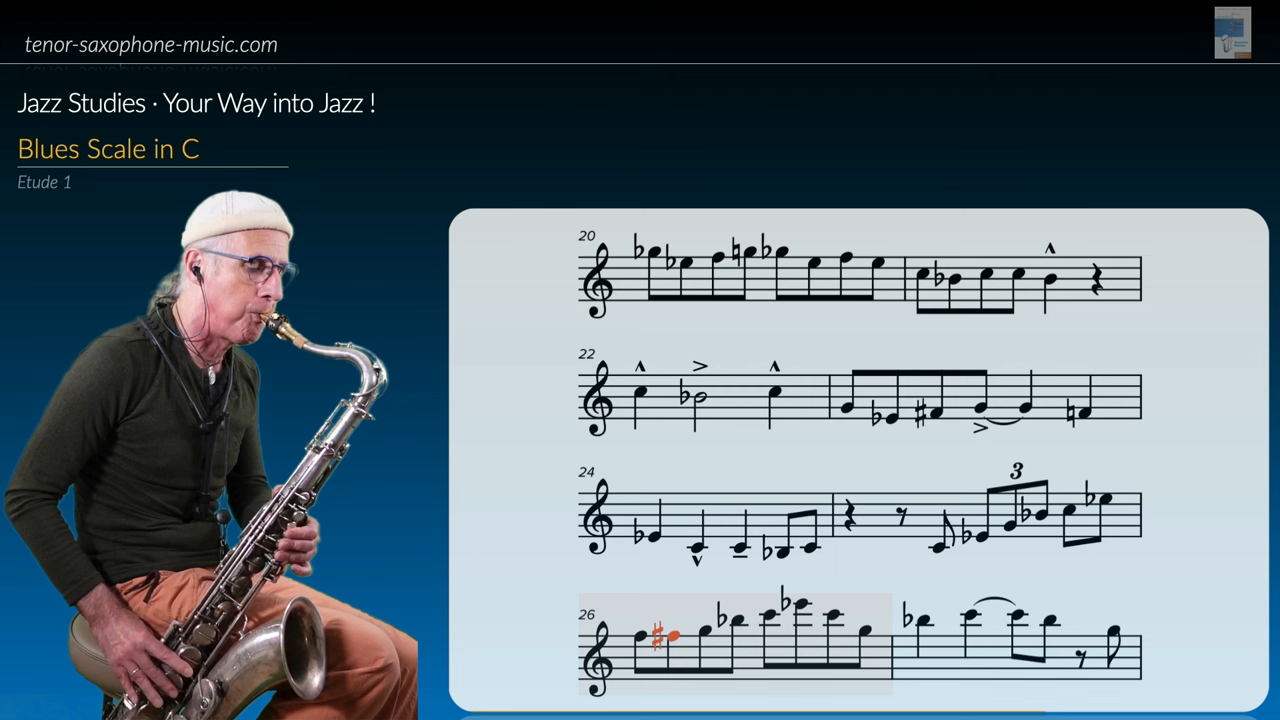 tenor-saxophone-music.com
Jazz Studies · Your Way into Jazz !
Blues Scale in C
Etude 1
20
22
24
3
26